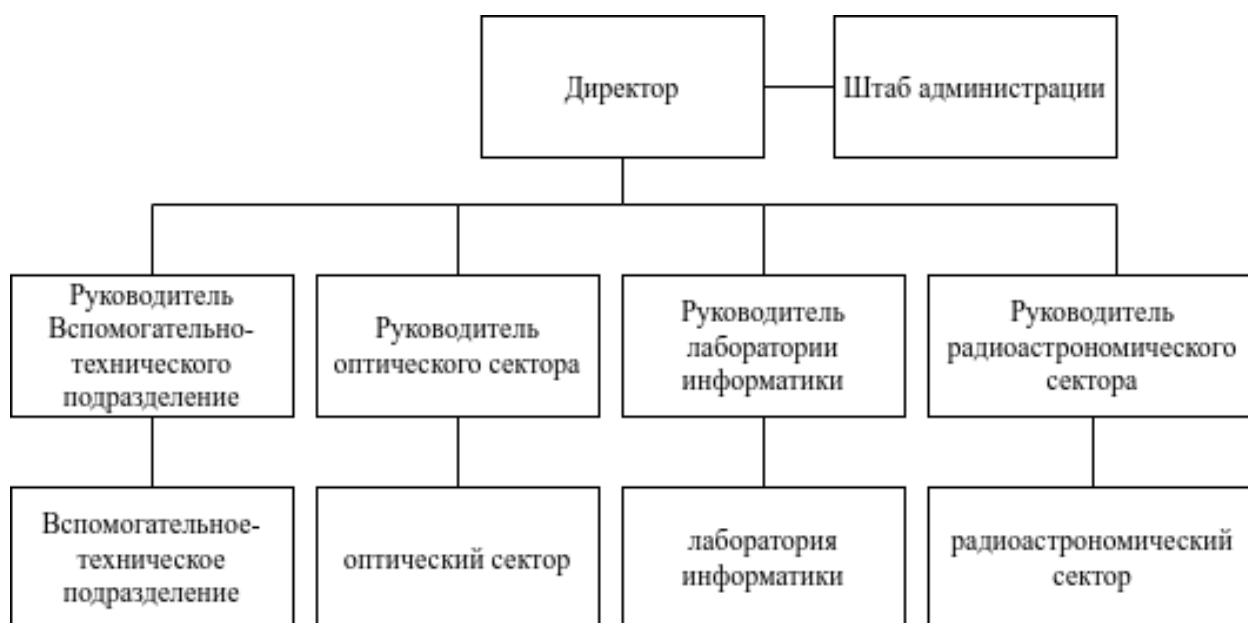 Директор
Штаб администрации
Руководитель
Вспомогательно-
технического
подразделение
Руководитель
оптического сектора
Руководитель
лаборатории
информатики
Руководитель
радиоастрономического
сектора
Вспомогательное-
техническое
подразделение
оптический сектор
лаборатория
информатики
радиоастрономический
сектор